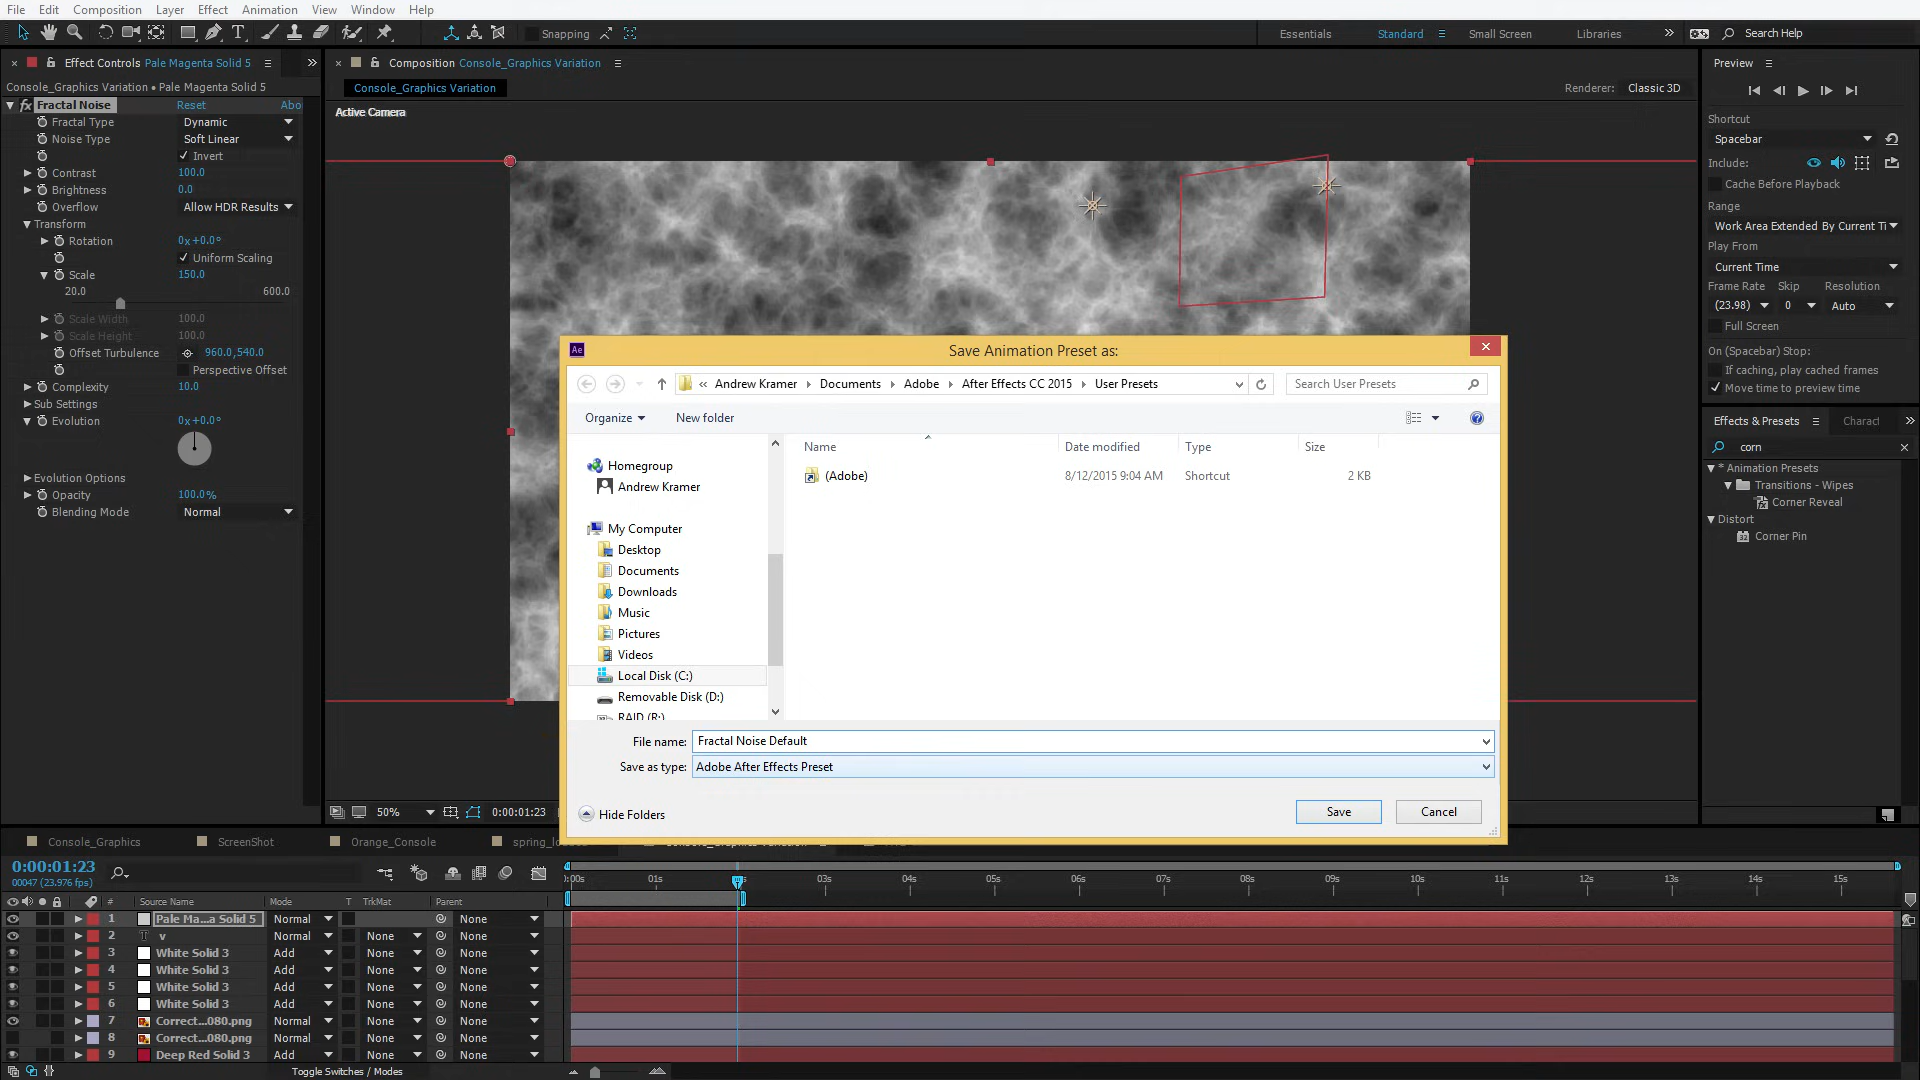 File Edit Composition Layer Effect Animation View Window Help
Snapping Essentials Standard Small Screen Libraries Search Help
Effect Controls Pale Magenta Solid 5
Console_Graphics Variation • Pale Magenta Solid 5
fx Fractal Noise Reset Abo
Fractal Type Dynamic
Noise Type Soft Linear
Invert
Contrast 100.0
Brightness 0.0
Overflow Allow HDR Results
Transform
Rotation 0x+0.0°
Uniform Scaling
Scale 150.0
20.0 600.0
Scale Width 100.0
Scale Height 100.0
Offset Turbulence 960.0,540.0
Perspective Offset
Complexity 10.0
Sub Settings
Evolution 0x+0.0°
Evolution Options
Opacity 100.0%
Blending Mode Normal
Composition Console_Graphics Variation
Console_Graphics Variation
Renderer: Classic 3D
Active Camera
Preview
Shortcut
Spacebar
Include:
Cache Before Playback
Range
Work Area Extended By Current Ti
Play From
Current Time
Frame Rate Skip Resolution
(23.98) 0 Auto
Full Screen
On (Spacebar) Stop:
If caching, play cached frames
Move time to preview time
Effects & Presets Charact
corn
* Animation Presets
Transitions - Wipes
Corner Reveal
Distort
32 Corner Pin
Ae Save Animation Preset as:
« Andrew Kramer Documents Adobe After Effects CC 2015 User Presets Search User Presets
Organize New folder
Name Date modified Type Size
(Adobe) 8/12/2015 9:04 AM Shortcut 2 KB
Homegroup
Andrew Kramer
My Computer
Desktop
Documents
Downloads
Music
Pictures
Videos
Local Disk (C:)
Removable Disk (D:)
RAID (R:)
File name: Fractal Noise Default
Save as type: Adobe After Effects Preset
Hide Folders Save Cancel
50% 0:00:01:23
Console_Graphics ScreenShot Orange_Console
0:00:01:23
00047 (23.976 fps)
:00s 01s 03s 04s 05s 06s 07s 08s 09s 10s 11s 12s 13s 14s 15s
# Source Name Mode T TrkMat Parent
1 Pale Ma...a Solid 5 Normal None
2 T v Normal None None
3 White Solid 3 Add None None
4 White Solid 3 Add None None
5 White Solid 3 Add None None
6 White Solid 3 Add None None
7 Correct...080.png Normal None None
8 Correct...080.png Normal None None
9 Deep Red Solid 3 Add None None
Toggle Switches / Modes